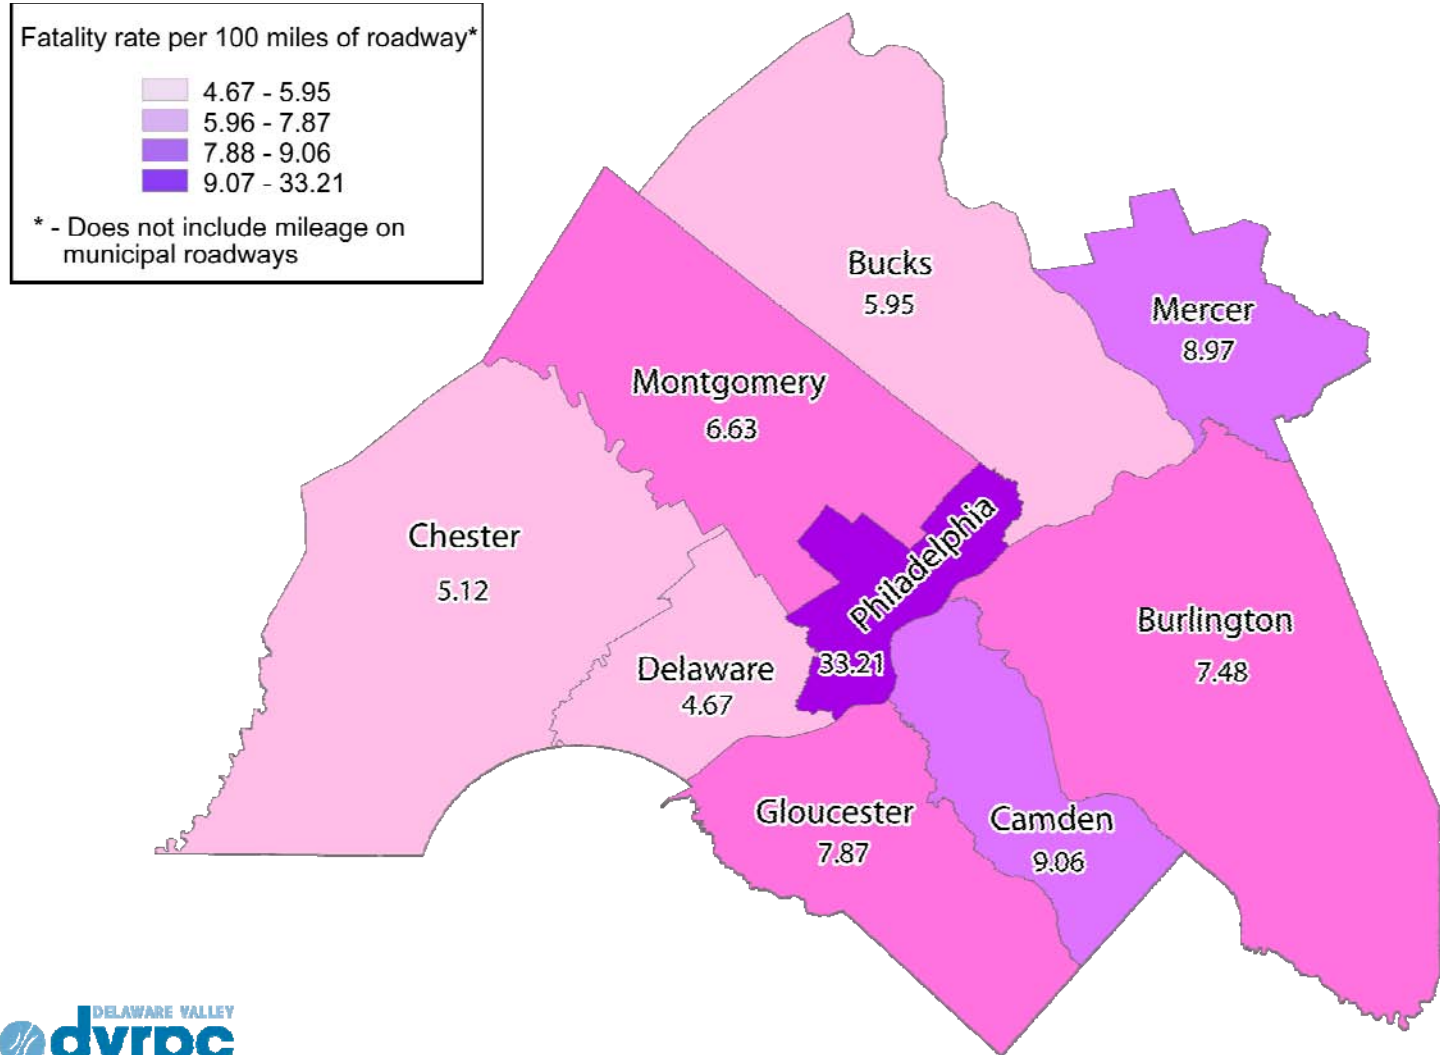 Fatality rate per 100 miles of roadway*
4.67 - 5.95
5.96 - 7.87
7.88 - 9.06
9.07 - 33.21
* - Does not include mileage on
municipal roadways
Bucks
5.95
Mercer
8.97
Montgomery
6.63
Chester
5.12
Philadelphia
33.21
Burlington
7.48
Delaware
4.67
Gloucester
7.87
Camden
9.06
DELAWARE VALLEY
dvrpc